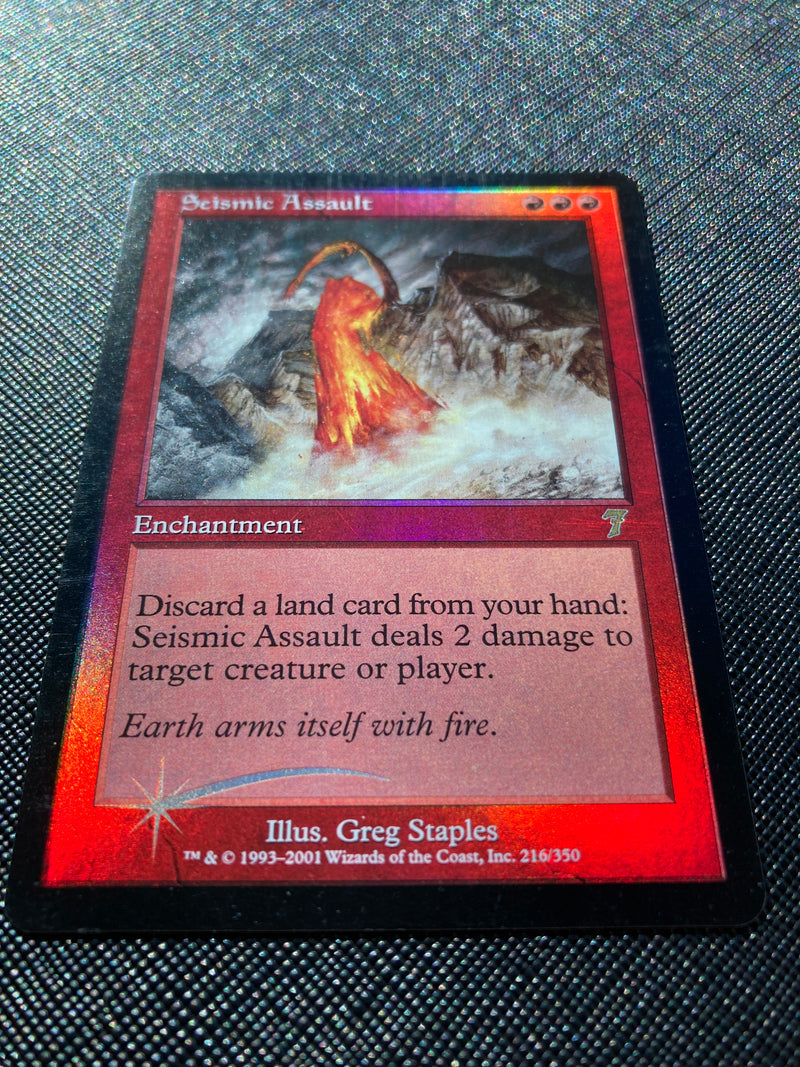 Seismic Assault
Enchantment
7
Discard a land card from your hand:
Seismic Assault deals 2 damage to
target creature or player.
Earth arms itself with fire.
Illus. Greg Staples
™ & © 1993–2001 Wizards of the Coast, Inc. 216/350